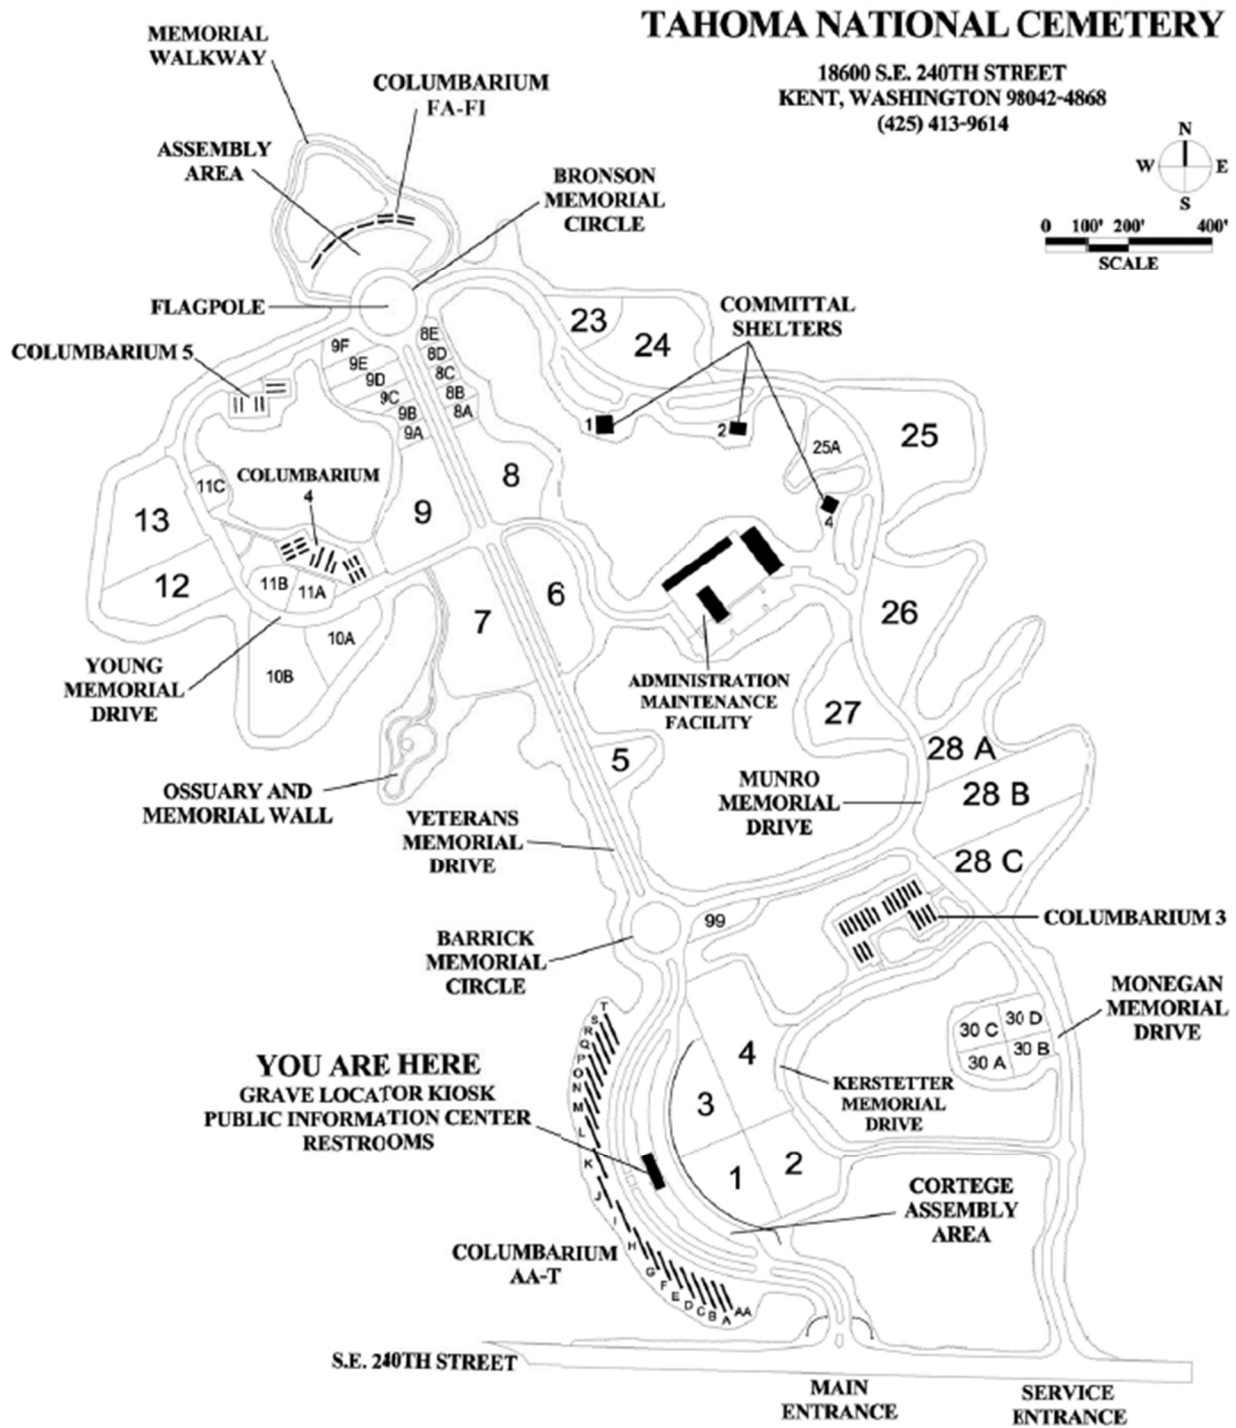 TAHOMA NATIONAL CEMETERY
18600 S.E. 240TH STREET
KENT, WASHINGTON 98042-4868
(425) 413-9614
N
W E
S
0 100' 200' 400'
SCALE
MEMORIAL
WALKWAY
COLUMBARIUM
FA-FI
ASSEMBLY
AREA
BRONSON
MEMORIAL
CIRCLE
FLAGPOLE
COLUMBARIUM 5
COMMITTAL
SHELTERS
23
24
9F
9E
9D
9C
9B
9A
8E
8D
8C
8B
8A
1
2
4
25A
25
8
9
COLUMBARIUM
4
11C
13
12
11B
11A
10A
10B
6
7
26
YOUNG
MEMORIAL
DRIVE
ADMINISTRATION
MAINTENANCE
FACILITY
27
28 A
28 B
28 C
5
MUNRO
MEMORIAL
DRIVE
OSSUARY AND
MEMORIAL WALL
VETERANS
MEMORIAL
DRIVE
99
COLUMBARIUM 3
BARRICK
MEMORIAL
CIRCLE
MONEGAN
MEMORIAL
DRIVE
30 C
30 D
30 A
30 B
T
S
R
Q
P
O
N
M
L
K
J
I
H
G
F
E
D
C
B
A
AA
4
3
1
2
YOU ARE HERE
GRAVE LOCATOR KIOSK
PUBLIC INFORMATION CENTER
RESTROOMS
KERSTETTER
MEMORIAL
DRIVE
CORTEGE
ASSEMBLY
AREA
COLUMBARIUM
AA-T
S.E. 240TH STREET
MAIN
ENTRANCE
SERVICE
ENTRANCE